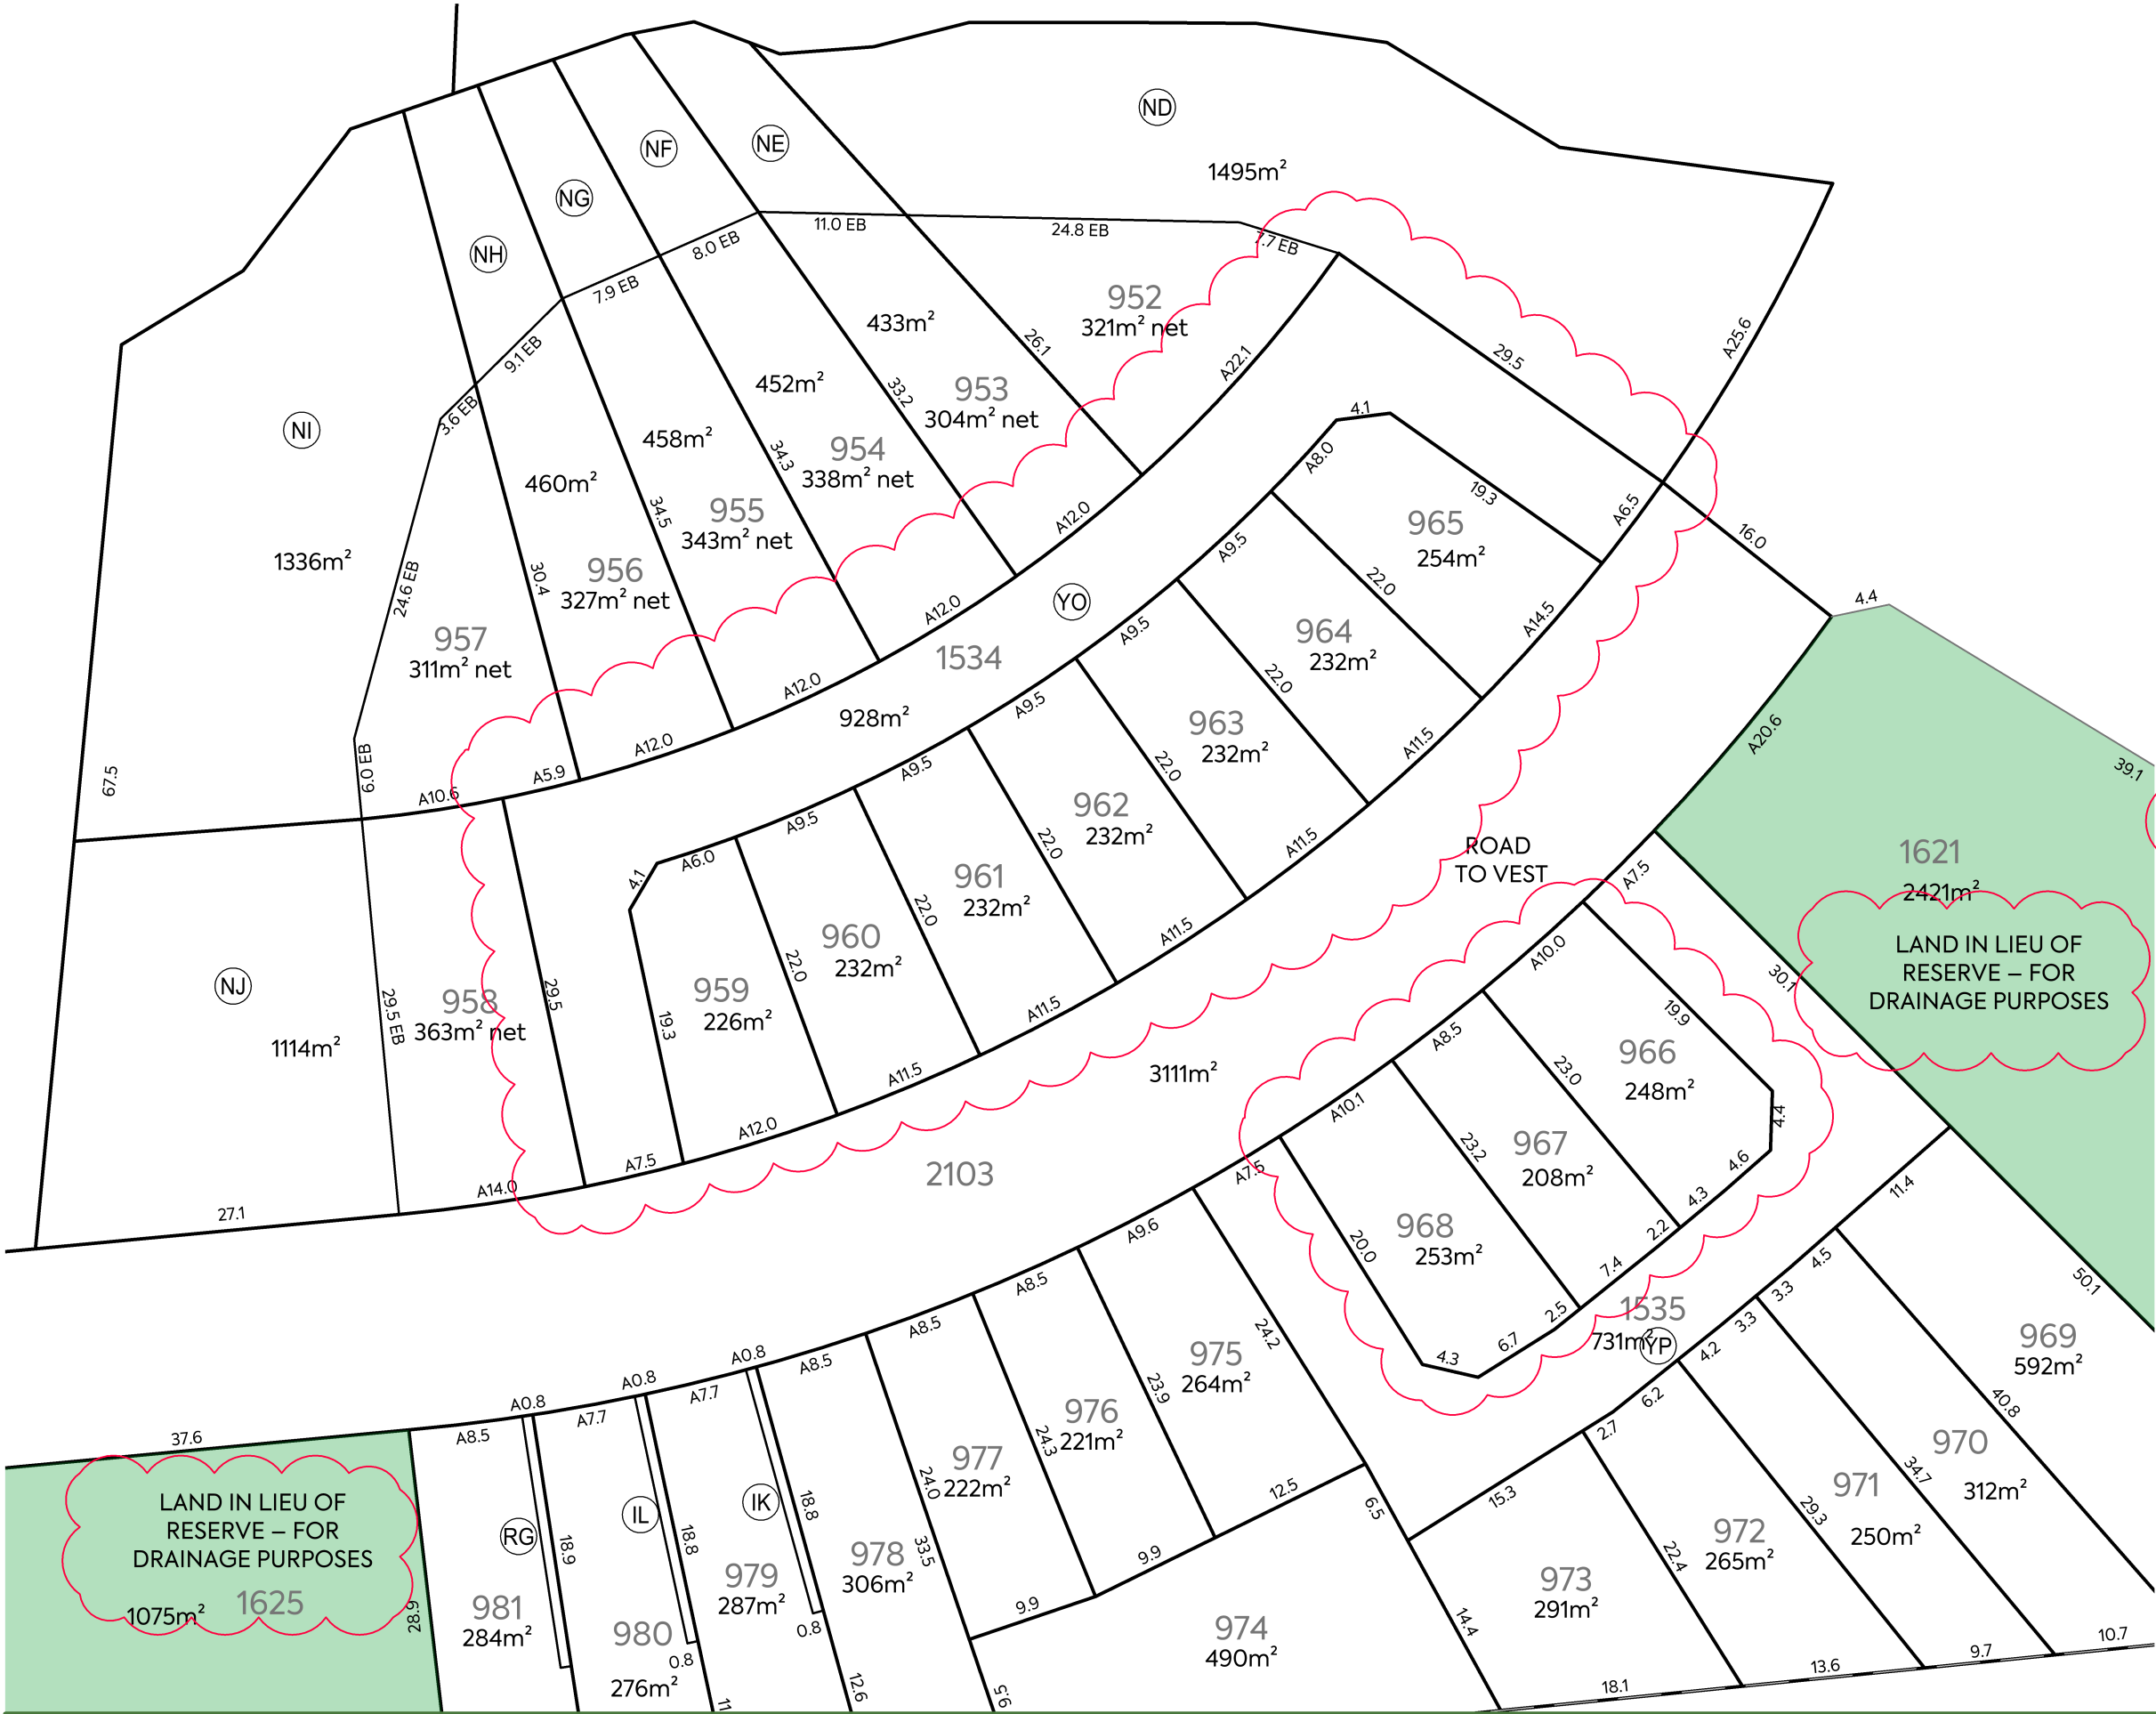 ND
1495m²
NE
NF
NG
NH
NI
1336m²
67.5
11.0 EB
24.8 EB
7.7 EB
8.0 EB
7.9 EB
9.1 EB
3.6 EB
24.6 EB
6.0 EB
952
321m² net
26.1
A22.1
29.5
A25.6
433m²
953
304m² net
33.2
452m²
954
338m² net
34.3
458m²
955
343m² net
34.5
460m²
956
327m² net
30.4
957
311m² net
A10.6
A5.9
A12.0
A12.0
A12.0
A12.0
YO
1534
928m²
4.1
A8.0
19.3
965
254m²
A6.5
16.0
A14.5
22.0
A9.5
964
232m²
A11.5
22.0
A9.5
963
232m²
A11.5
22.0
A9.5
962
232m²
A11.5
22.0
A9.5
961
232m²
A11.5
22.0
A9.5
960
232m²
A11.5
22.0
A6.0
4.1
959
226m²
19.3
A12.0
A7.5
NJ
1114m²
29.5 EB
958
363m² net
29.5
A14.0
27.1
ROAD
TO VEST
3111m²
2103
4.4
39.1
A20.6
1621
2421m²
LAND IN LIEU OF
RESERVE – FOR
DRAINAGE PURPOSES
30.1
50.1
A7.5
A10.0
19.9
966
248m²
4.4
4.6
4.3
23.0
A8.5
967
208m²
2.2
7.4
23.2
A10.1
968
253m²
20.0
2.5
6.7
4.3
A7.5
1535
731m²
YP
11.4
4.5
3.3
3.3
4.2
6.2
2.7
15.3
969
592m²
40.8
970
312m²
34.7
971
250m²
29.3
972
265m²
22.4
973
291m²
14.4
6.5
18.1
13.6
9.7
10.7
A9.6
24.2
975
264m²
12.5
A8.5
23.9
976
221m²
9.9
A8.5
24.3
977
222m²
9.9
24.0
33.5
974
490m²
9.5
A8.5
978
306m²
12.6
A0.8
IK
18.8
0.8
A7.7
979
287m²
11
A0.8
IL
18.8
0.8
A7.7
980
276m²
A0.8
RG
18.9
A8.5
981
284m²
28.9
37.6
LAND IN LIEU OF
RESERVE – FOR
DRAINAGE PURPOSES
1075m² 1625